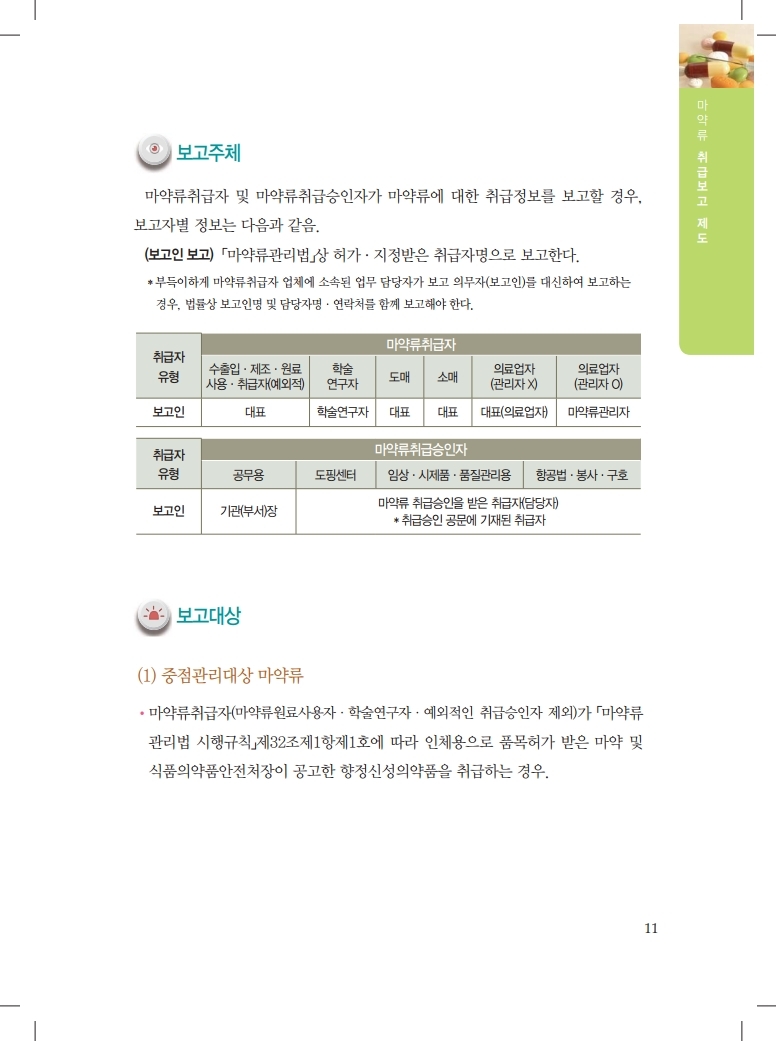 마약류 취급보고 제도
보고주체
마약류취급자 및 마약류취급승인자가 마약류에 대한 취급정보를 보고할 경우,
보고자별 정보는 다음과 같음.
(보고인 보고) 「마약류관리법」상 허가 · 지정받은 취급자명으로 보고한다.
* 부득이하게 마약류취급자 업체에 소속된 업무 담당자가 보고 의무자(보고인)를 대신하여 보고하는
경우, 법률상 보고인명 및 담당자명 · 연락처를 함께 보고해야 한다.
취급자 유형 마약류취급자
수출입 · 제조 · 원료 사용 · 취급자(예외적) 학술 연구자 도매 소매 의료업자 (관리자 X) 의료업자 (관리자 O)
보고인 대표 학술연구자 대표 대표 대표(의료업자) 마약류관리자
취급자 유형 마약류취급승인자
공무용 도핑센터 임상 · 시제품 · 품질관리용 항공법 · 봉사 · 구호
보고인 기관(부서)장 마약류 취급승인을 받은 취급자(담당자)
* 취급승인 공문에 기재된 취급자
보고대상
(1) 중점관리대상 마약류
• 마약류취급자(마약류원료사용자 · 학술연구자 · 예외적인 취급승인자 제외)가 「마약류
관리법 시행규칙」제32조제1항제1호에 따라 인체용으로 품목허가 받은 마약 및
식품의약품안전처장이 공고한 향정신성의약품을 취급하는 경우.
11